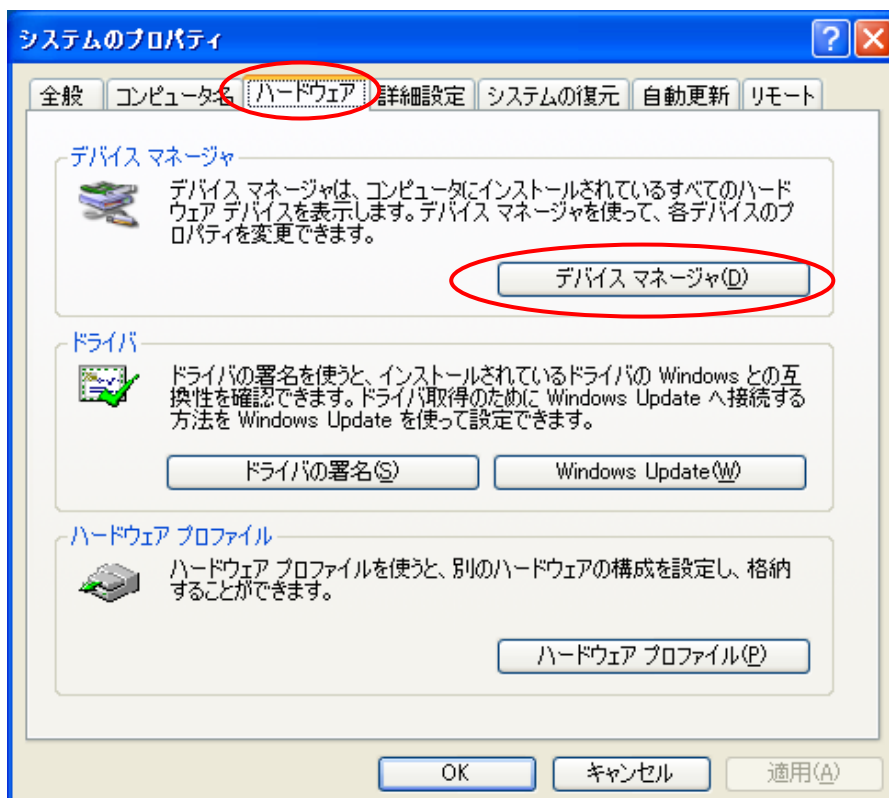 システムのプロパティ
全般 コンピュータ名 ハードウェア 詳細設定 システムの復元 自動更新 リモート
デバイス マネージャ
デバイス マネージャは、コンピュータにインストールされているすべてのハード
ウェア デバイスを表示します。デバイス マネージャを使って、各デバイスのプ
ロパティを変更できます。
デバイス マネージャ(D)
ドライバ
ドライバの署名を使うと、インストールされているドライバの Windows との互
換性を確認できます。ドライバ取得のために Windows Update へ接続する
方法を Windows Update を使って設定できます。
ドライバの署名(S) Windows Update(W)
ハードウェア プロファイル
ハードウェア プロファイルを使うと、別のハードウェアの構成を設定し、格納
することができます。
ハードウェア プロファイル(P)
OK キャンセル 適用(A)